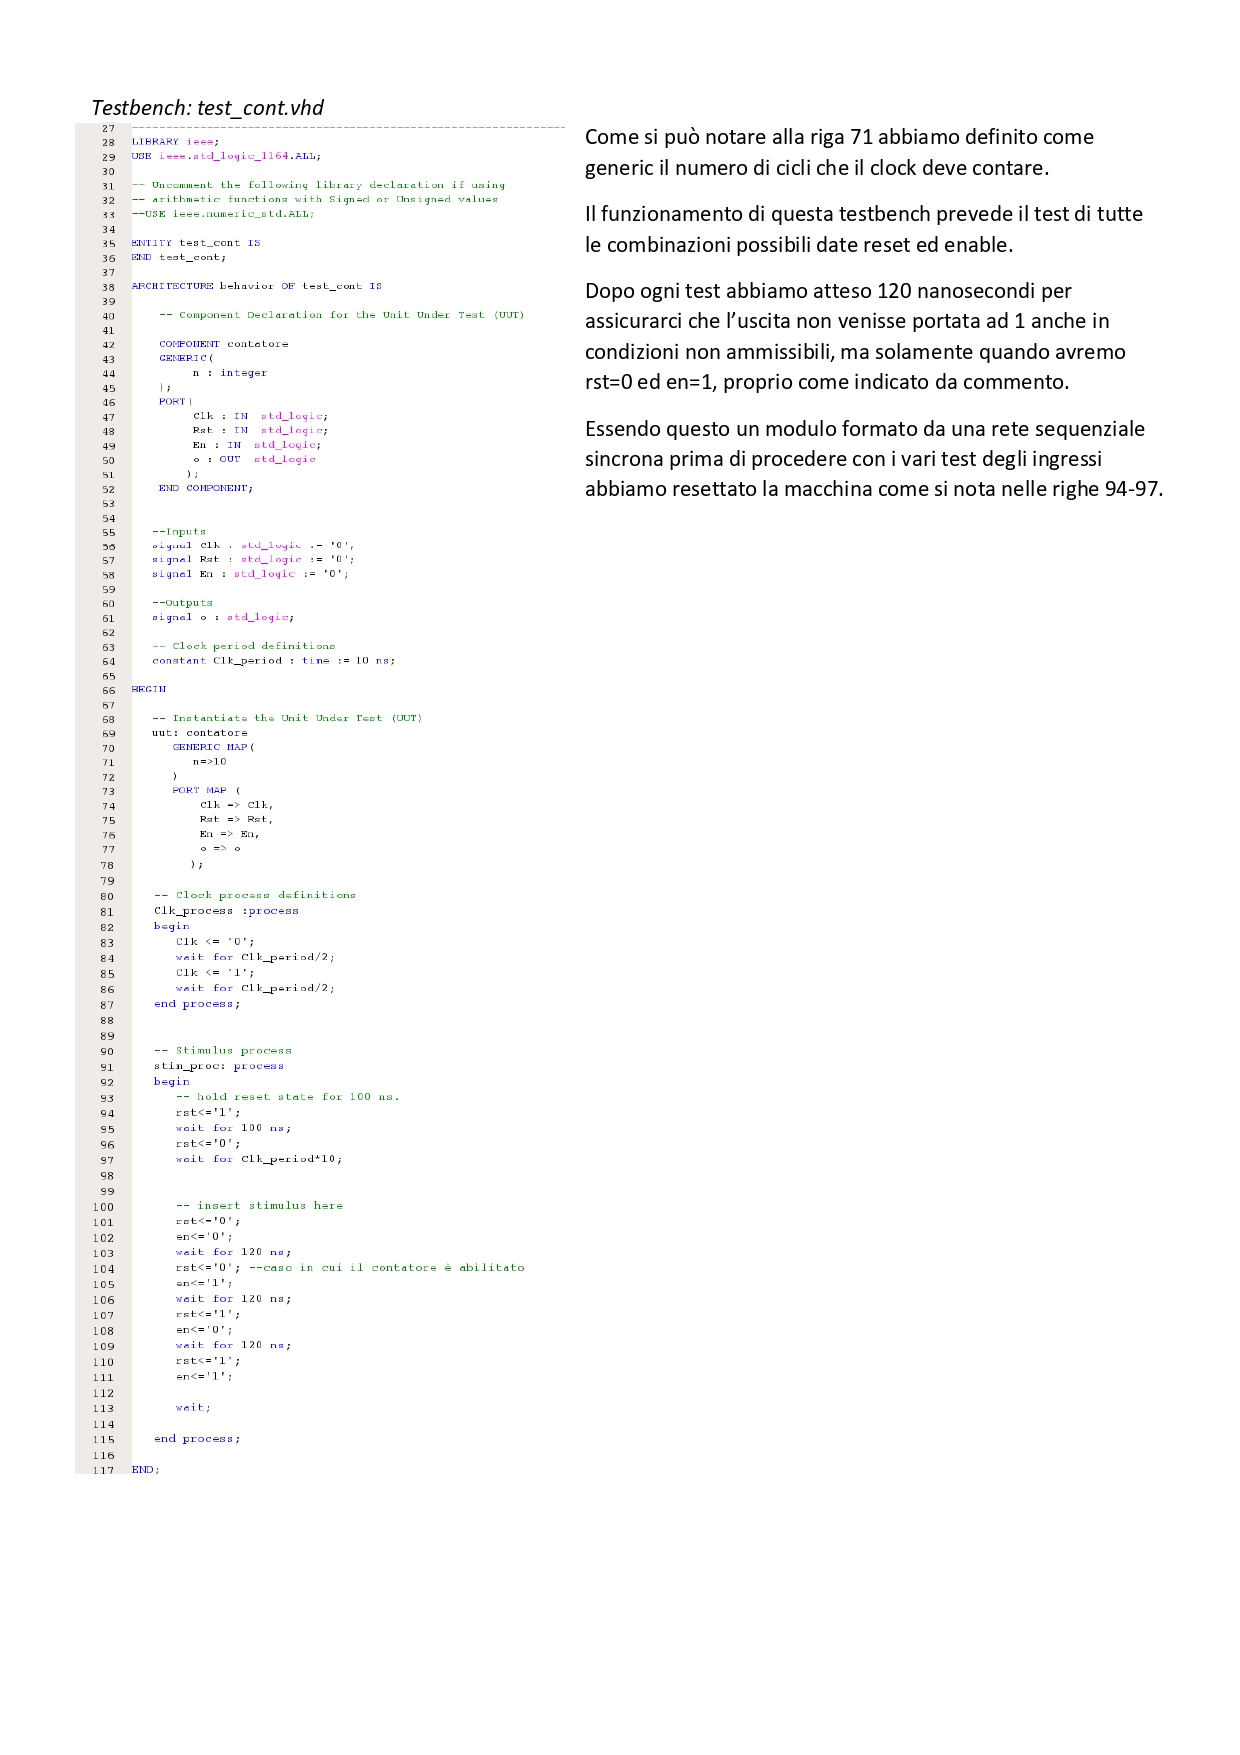 Testbench: test_cont.vhd
27 --------------------------------------------------------------------------------
28 LIBRARY ieee;
29 USE ieee.std_logic_1164.ALL;
30
31 -- Uncomment the following library declaration if using
32 -- arithmetic functions with Signed or Unsigned values
33 --USE ieee.numeric_std.ALL;
34
35 ENTITY test_cont IS
36 END test_cont;
37
38 ARCHITECTURE behavior OF test_cont IS
39
40 -- Component Declaration for the Unit Under Test (UUT)
41
42 COMPONENT contatore
43 GENERIC(
44 n : integer
45 );
46 PORT(
47 Clk : IN std_logic;
48 Rst : IN std_logic;
49 En : IN std_logic;
50 o : OUT std_logic
51 );
52 END COMPONENT;
53
54
55 --Inputs
56 signal Clk : std_logic := '0';
57 signal Rst : std_logic := '0';
58 signal En : std_logic := '0';
59
60 --Outputs
61 signal o : std_logic;
62
63 -- Clock period definitions
64 constant Clk_period : time := 10 ns;
65
66 BEGIN
67
68 -- Instantiate the Unit Under Test (UUT)
69 uut: contatore
70 GENERIC MAP(
71 n=>10
72 )
73 PORT MAP (
74 Clk => Clk,
75 Rst => Rst,
76 En => En,
77 o => o
78 );
79
80 -- Clock process definitions
81 Clk_process :process
82 begin
83 Clk <= '0';
84 wait for Clk_period/2;
85 Clk <= '1';
86 wait for Clk_period/2;
87 end process;
88
89
90 -- Stimulus process
91 stim_proc: process
92 begin
93 -- hold reset state for 100 ns.
94 rst<='1';
95 wait for 100 ns;
96 rst<='0';
97 wait for Clk_period*10;
98
99
100 -- insert stimulus here
101 rst<='0';
102 en<='0';
103 wait for 120 ns;
104 rst<='0'; --caso in cui il contatore è abilitato
105 en<='1';
106 wait for 120 ns;
107 rst<='1';
108 en<='0';
109 wait for 120 ns;
110 rst<='1';
111 en<='1';
112
113 wait;
114
115 end process;
116
117 END;
Come si può notare alla riga 71 abbiamo definito come
generic il numero di cicli che il clock deve contare.
Il funzionamento di questa testbench prevede il test di tutte
le combinazioni possibili date reset ed enable.
Dopo ogni test abbiamo atteso 120 nanosecondi per
assicurarci che l'uscita non venisse portata ad 1 anche in
condizioni non ammissibili, ma solamente quando avremo
rst=0 ed en=1, proprio come indicato da commento.
Essendo questo un modulo formato da una rete sequenziale
sincrona prima di procedere con i vari test degli ingressi
abbiamo resettato la macchina come si nota nelle righe 94-97.